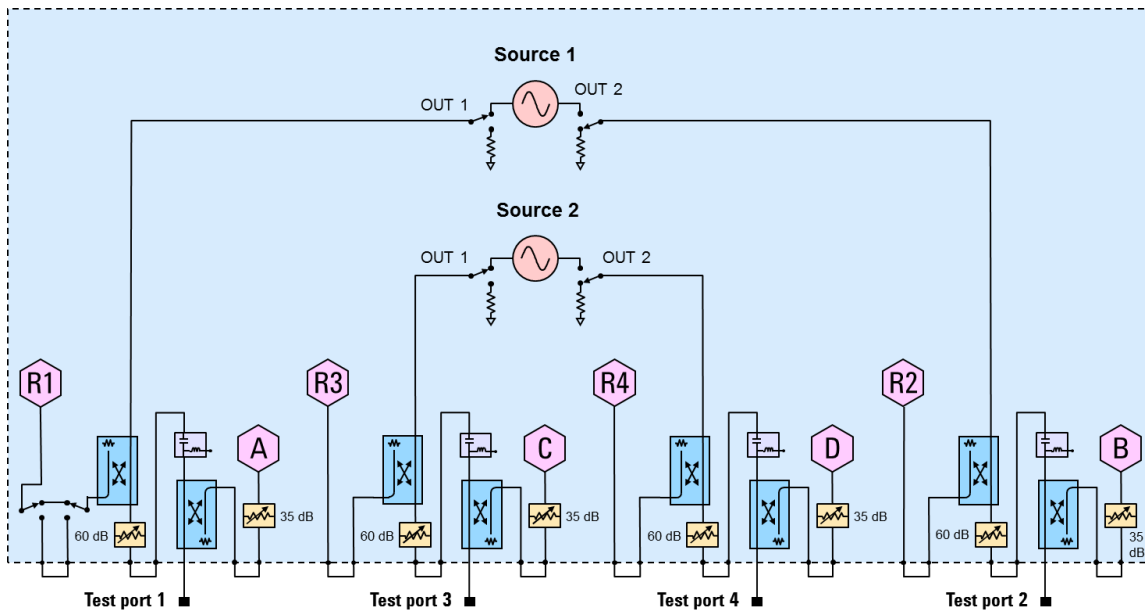 Source 1
OUT 1
OUT 2
Source 2
OUT 1
OUT 2
R1
R3
R4
R2
A
C
D
B
60 dB
35 dB
60 dB
35 dB
60 dB
35 dB
60 dB
35
dB
Test port 1
Test port 3
Test port 4
Test port 2